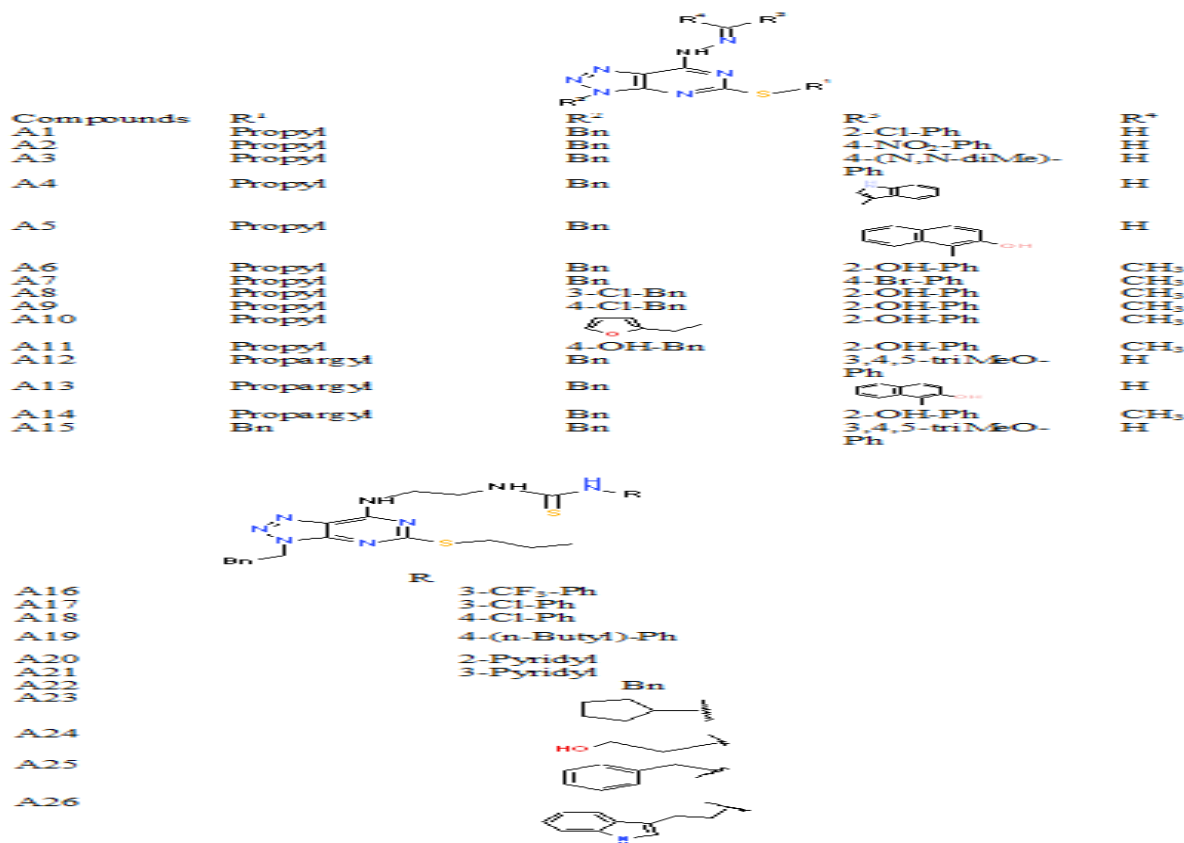 R⁴ R³
NH N
N N
N
N N S R¹
R²
Compounds R¹ R² R³ R⁴
A1 Propyl Bn 2-Cl-Ph H
A2 Propyl Bn 4-NO₂-Ph H
A3 Propyl Bn 4-(N,N-diMe)- H
Ph
A4 Propyl Bn H
A5 Propyl Bn H
OH
A6 Propyl Bn 2-OH-Ph CH₃
A7 Propyl Bn 4-Br-Ph CH₃
A8 Propyl 3-Cl-Bn 2-OH-Ph CH₃
A9 Propyl 4-Cl-Bn 2-OH-Ph CH₃
A10 Propyl 2-OH-Ph CH₃
O
A11 Propyl 4-OH-Bn 2-OH-Ph CH₃
A12 Propargyl Bn 3,4,5-triMeO- H
Ph
A13 Propargyl Bn H
OH
A14 Propargyl Bn 2-OH-Ph CH₃
A15 Bn Bn 3,4,5-triMeO- H
Ph
H
NH NH N R
S
N N
N
N N S
Bn
R
A16 3-CF₃-Ph
A17 3-Cl-Ph
A18 4-Cl-Ph
A19 4-(n-Butyl)-Ph
A20 2-Pyridyl
A21 3-Pyridyl
A22 Bn
A23
A24
HO
A25
A26